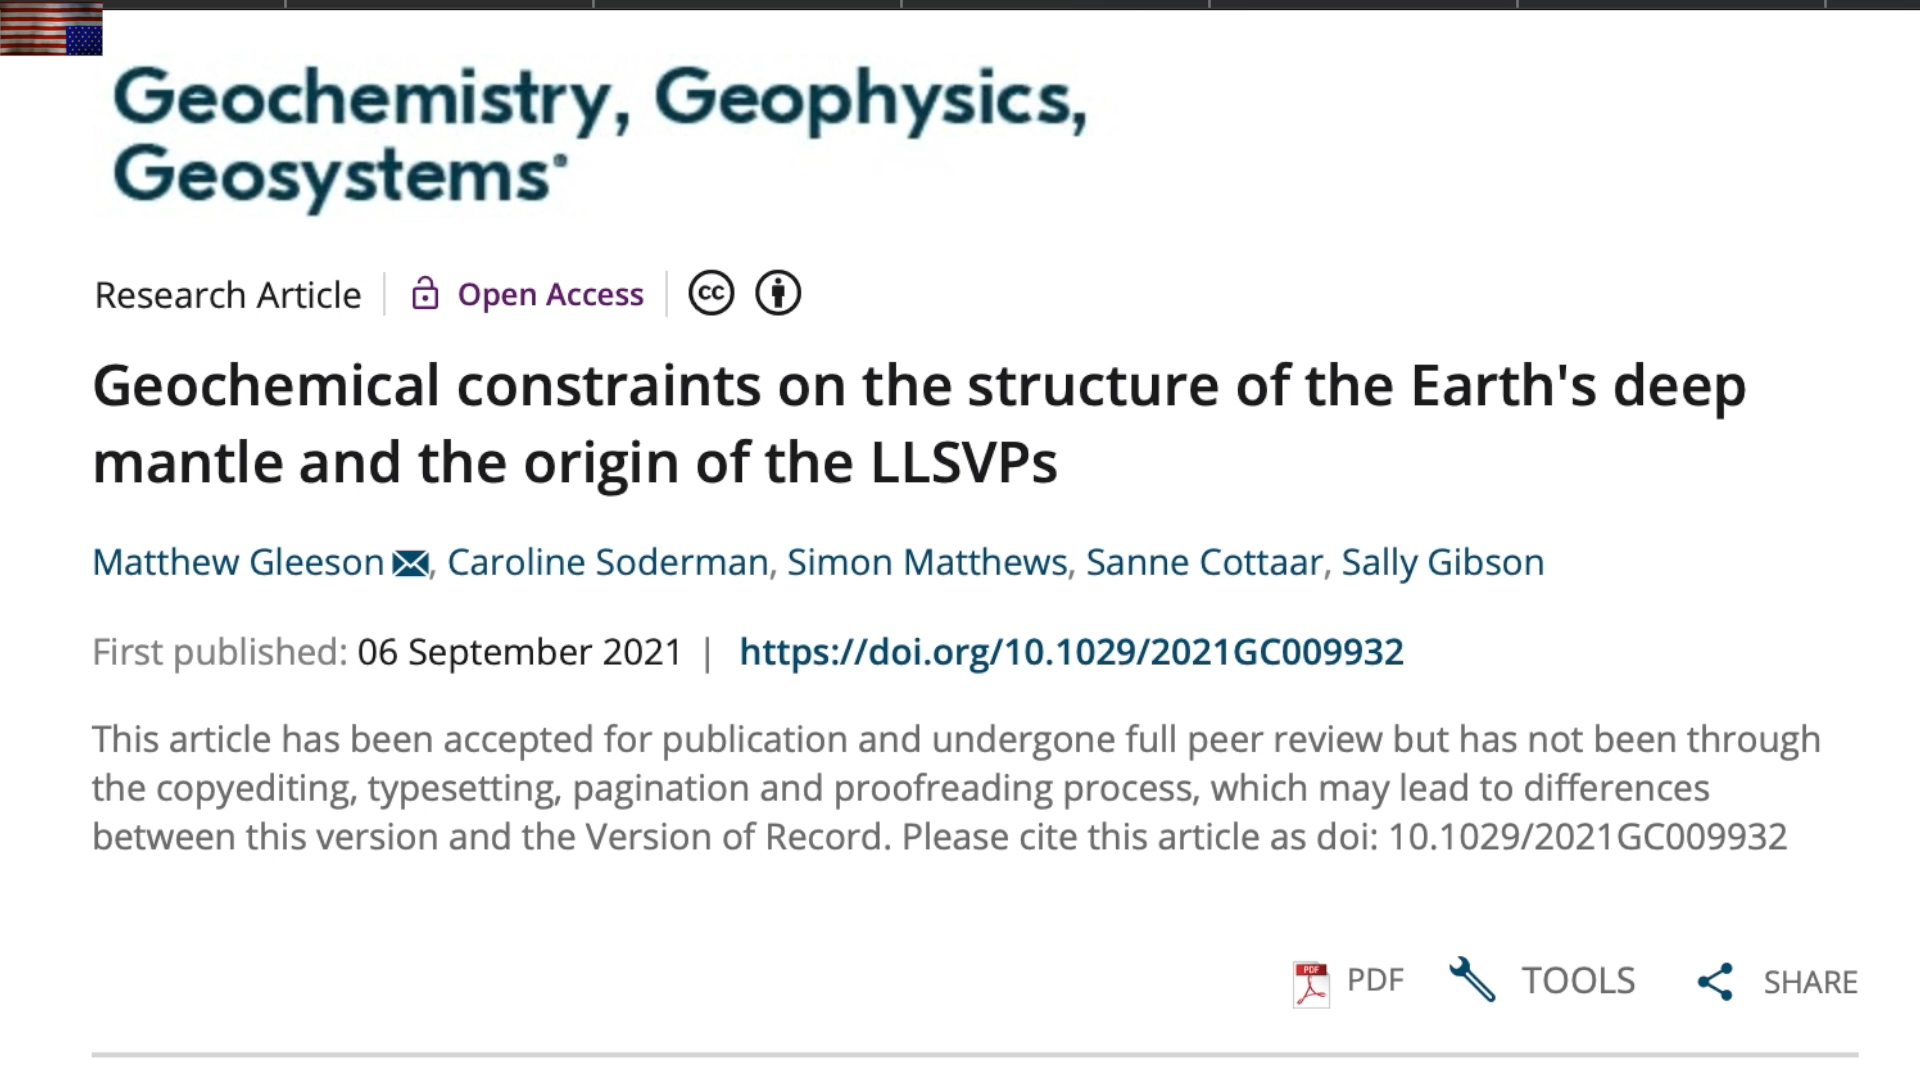 Geochemistry, Geophysics,
Geosystems®
Research Article Open Access cc
Geochemical constraints on the structure of the Earth's deep
mantle and the origin of the LLSVPs
Matthew Gleeson, Caroline Soderman, Simon Matthews, Sanne Cottaar, Sally Gibson
First published: 06 September 2021 | https://doi.org/10.1029/2021GC009932
This article has been accepted for publication and undergone full peer review but has not been through
the copyediting, typesetting, pagination and proofreading process, which may lead to differences
between this version and the Version of Record. Please cite this article as doi: 10.1029/2021GC009932
PDF PDF TOOLS SHARE